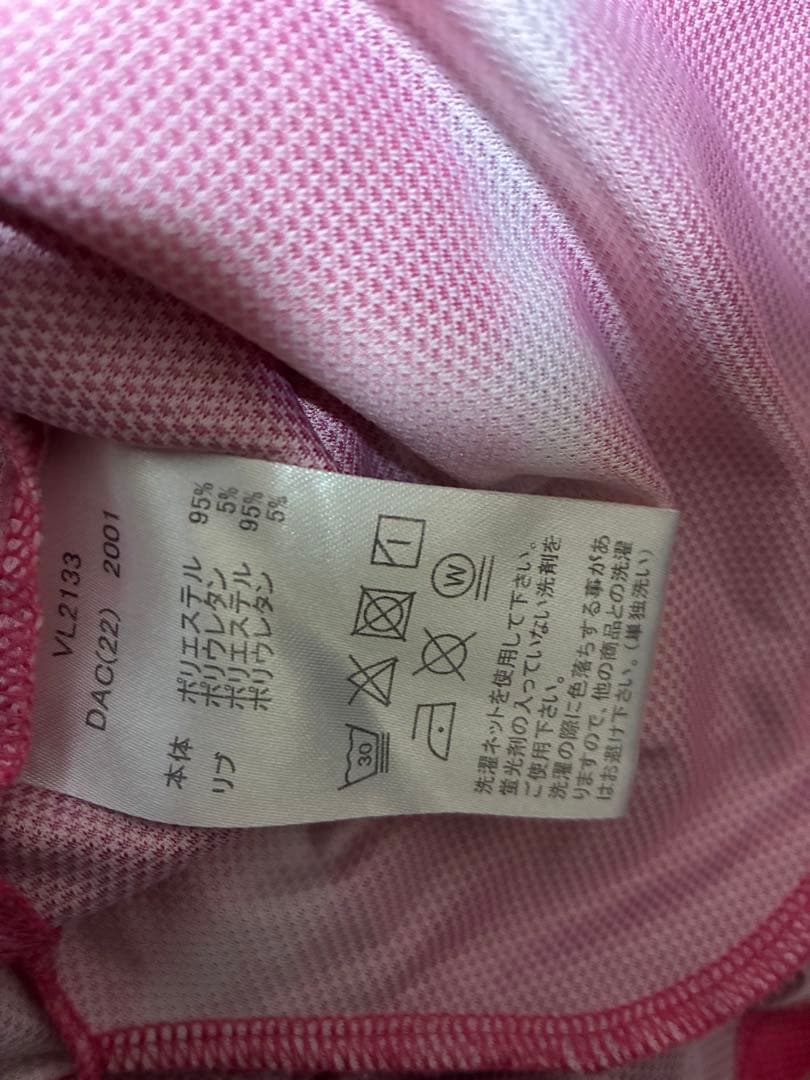 VL2133
DAC(22) 2001
本体 ポリエステル 95%
ポリウレタン 5%
リブ ポリエステル 95%
ポリウレタン 5%
30
W
洗濯ネットを使用して下さい。
蛍光剤の入っていない洗剤を
ご使用下さい。
洗濯の際に色落ちする事があ
りますので、他の商品との洗濯
はお避け下さい。(単独洗い)